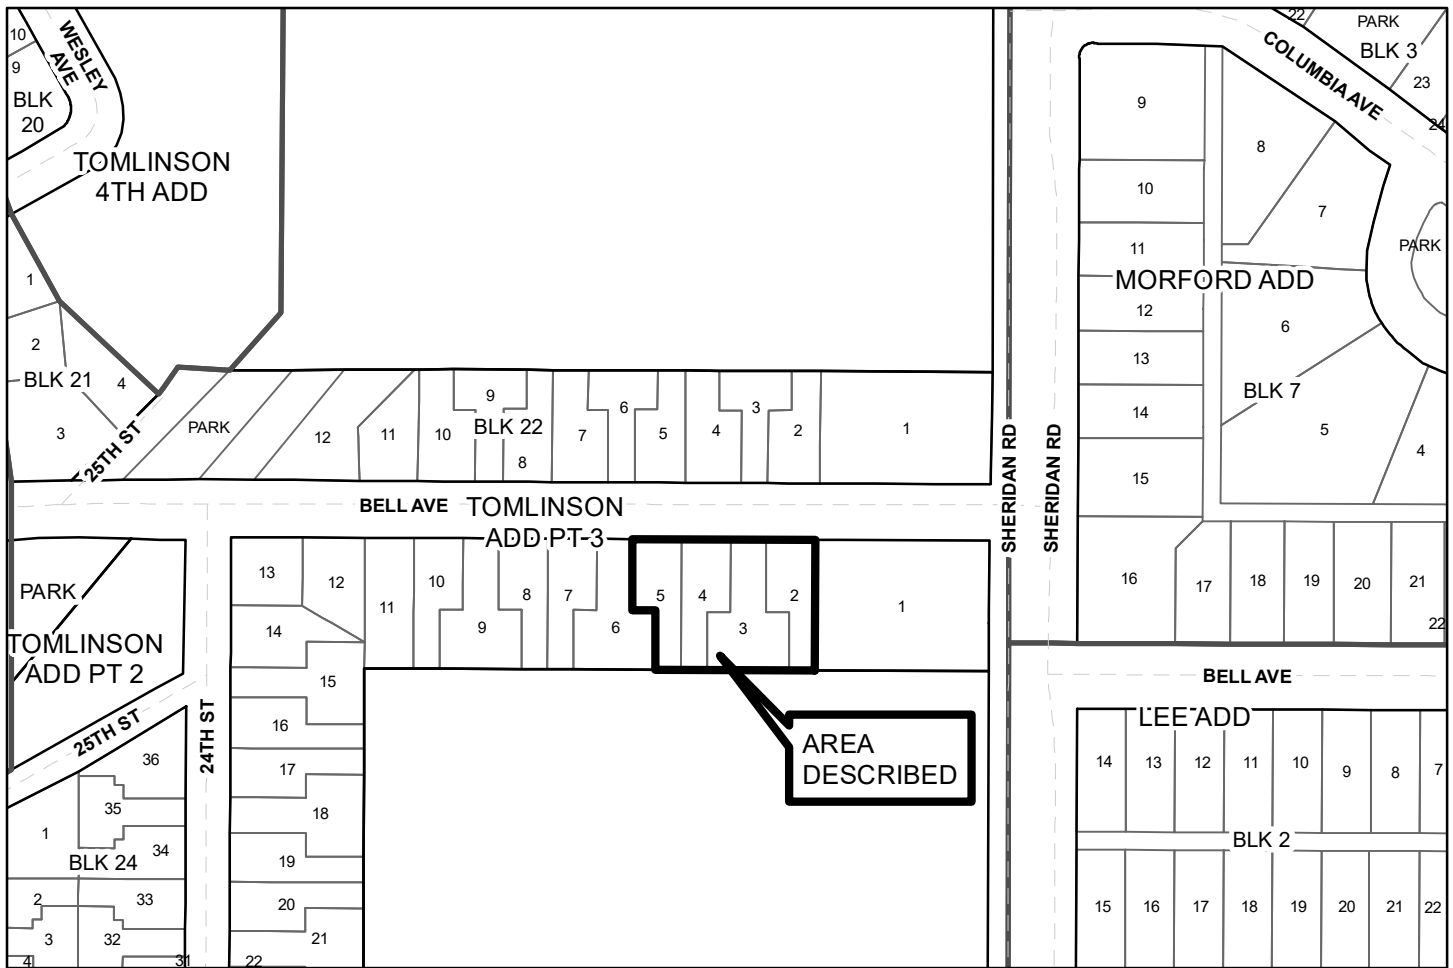 10
WESLEY
AVE
22
PARK
BLK 3
9
COLUMBIA AVE
23
BLK
20
24
9
TOMLINSON
4TH ADD
8
10
7
PARK
11
1
MORFORD ADD
12
6
2
13
BLK 21
4
BLK 7
9
6
3
14
3
25TH ST
PARK
12
11
10
BLK 22
7
5
4
2
1
5
4
8
15
SHERIDAN RD
SHERIDAN RD
BELL AVE
TOMLINSON
ADD PT 3
13
12
10
8
7
5
4
2
1
16
17
18
19
20
21
PARK
11
9
6
3
22
14
TOMLINSON
ADD PT 2
BELL AVE
15
LEE ADD
16
25TH ST
24TH ST
AREA
DESCRIBED
36
17
14
13
12
11
10
9
8
7
35
18
1
34
BLK 24
19
BLK 2
2
33
20
15
16
17
18
19
20
21
22
3
32
21
4
31
22